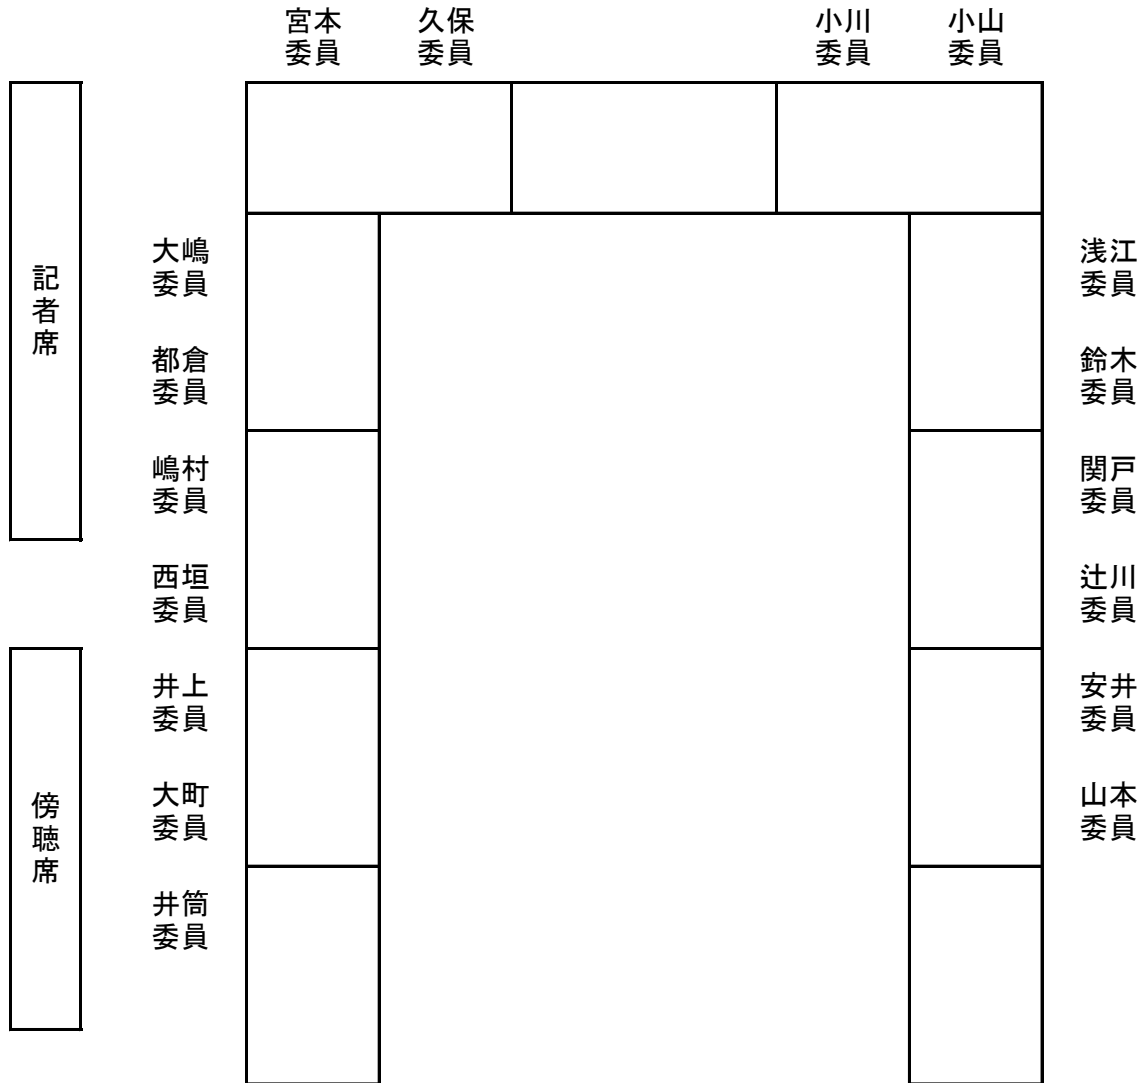 宮本
委員
久保
委員
小川
委員
小山
委員
記者席
大嶋
委員
浅江
委員
都倉
委員
鈴木
委員
嶋村
委員
関戸
委員
西垣
委員
辻川
委員
傍聴席
井上
委員
安井
委員
大町
委員
山本
委員
井筒
委員